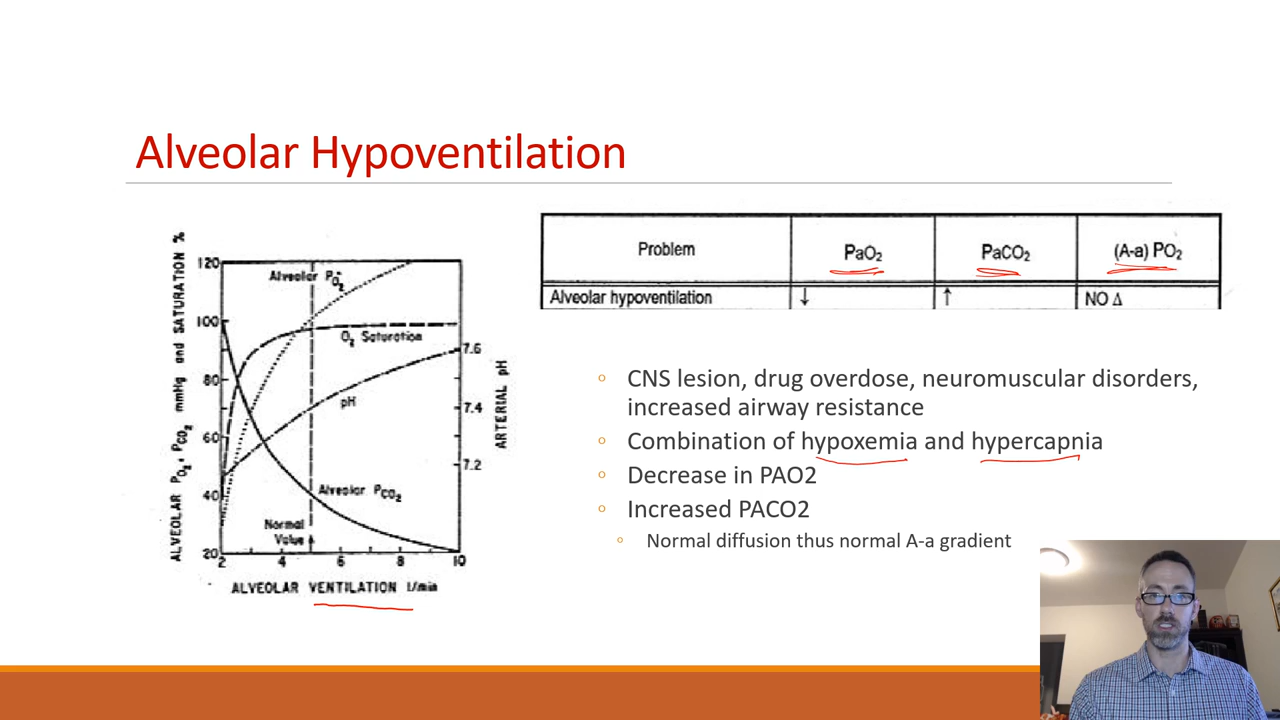 Alveolar Hypoventilation
ALVEOLAR PO2, PCO2 mmHg and SATURATION %
120
100
80
60
40
20
Alveolar PO2
O2 Saturation
pH
Alveolar PCO2
Normal
Value
7.6
7.4
7.2
ARTERIAL pH
2 4 6 8 10
ALVEOLAR VENTILATION l/min
Problem PaO2 PaCO2 (A-a) PO2
Alveolar hypoventilation ↓ ↑ NO Δ
◦ CNS lesion, drug overdose, neuromuscular disorders,
increased airway resistance
◦ Combination of hypoxemia and hypercapnia
◦ Decrease in PAO2
◦ Increased PACO2
◦ Normal diffusion thus normal A-a gradient